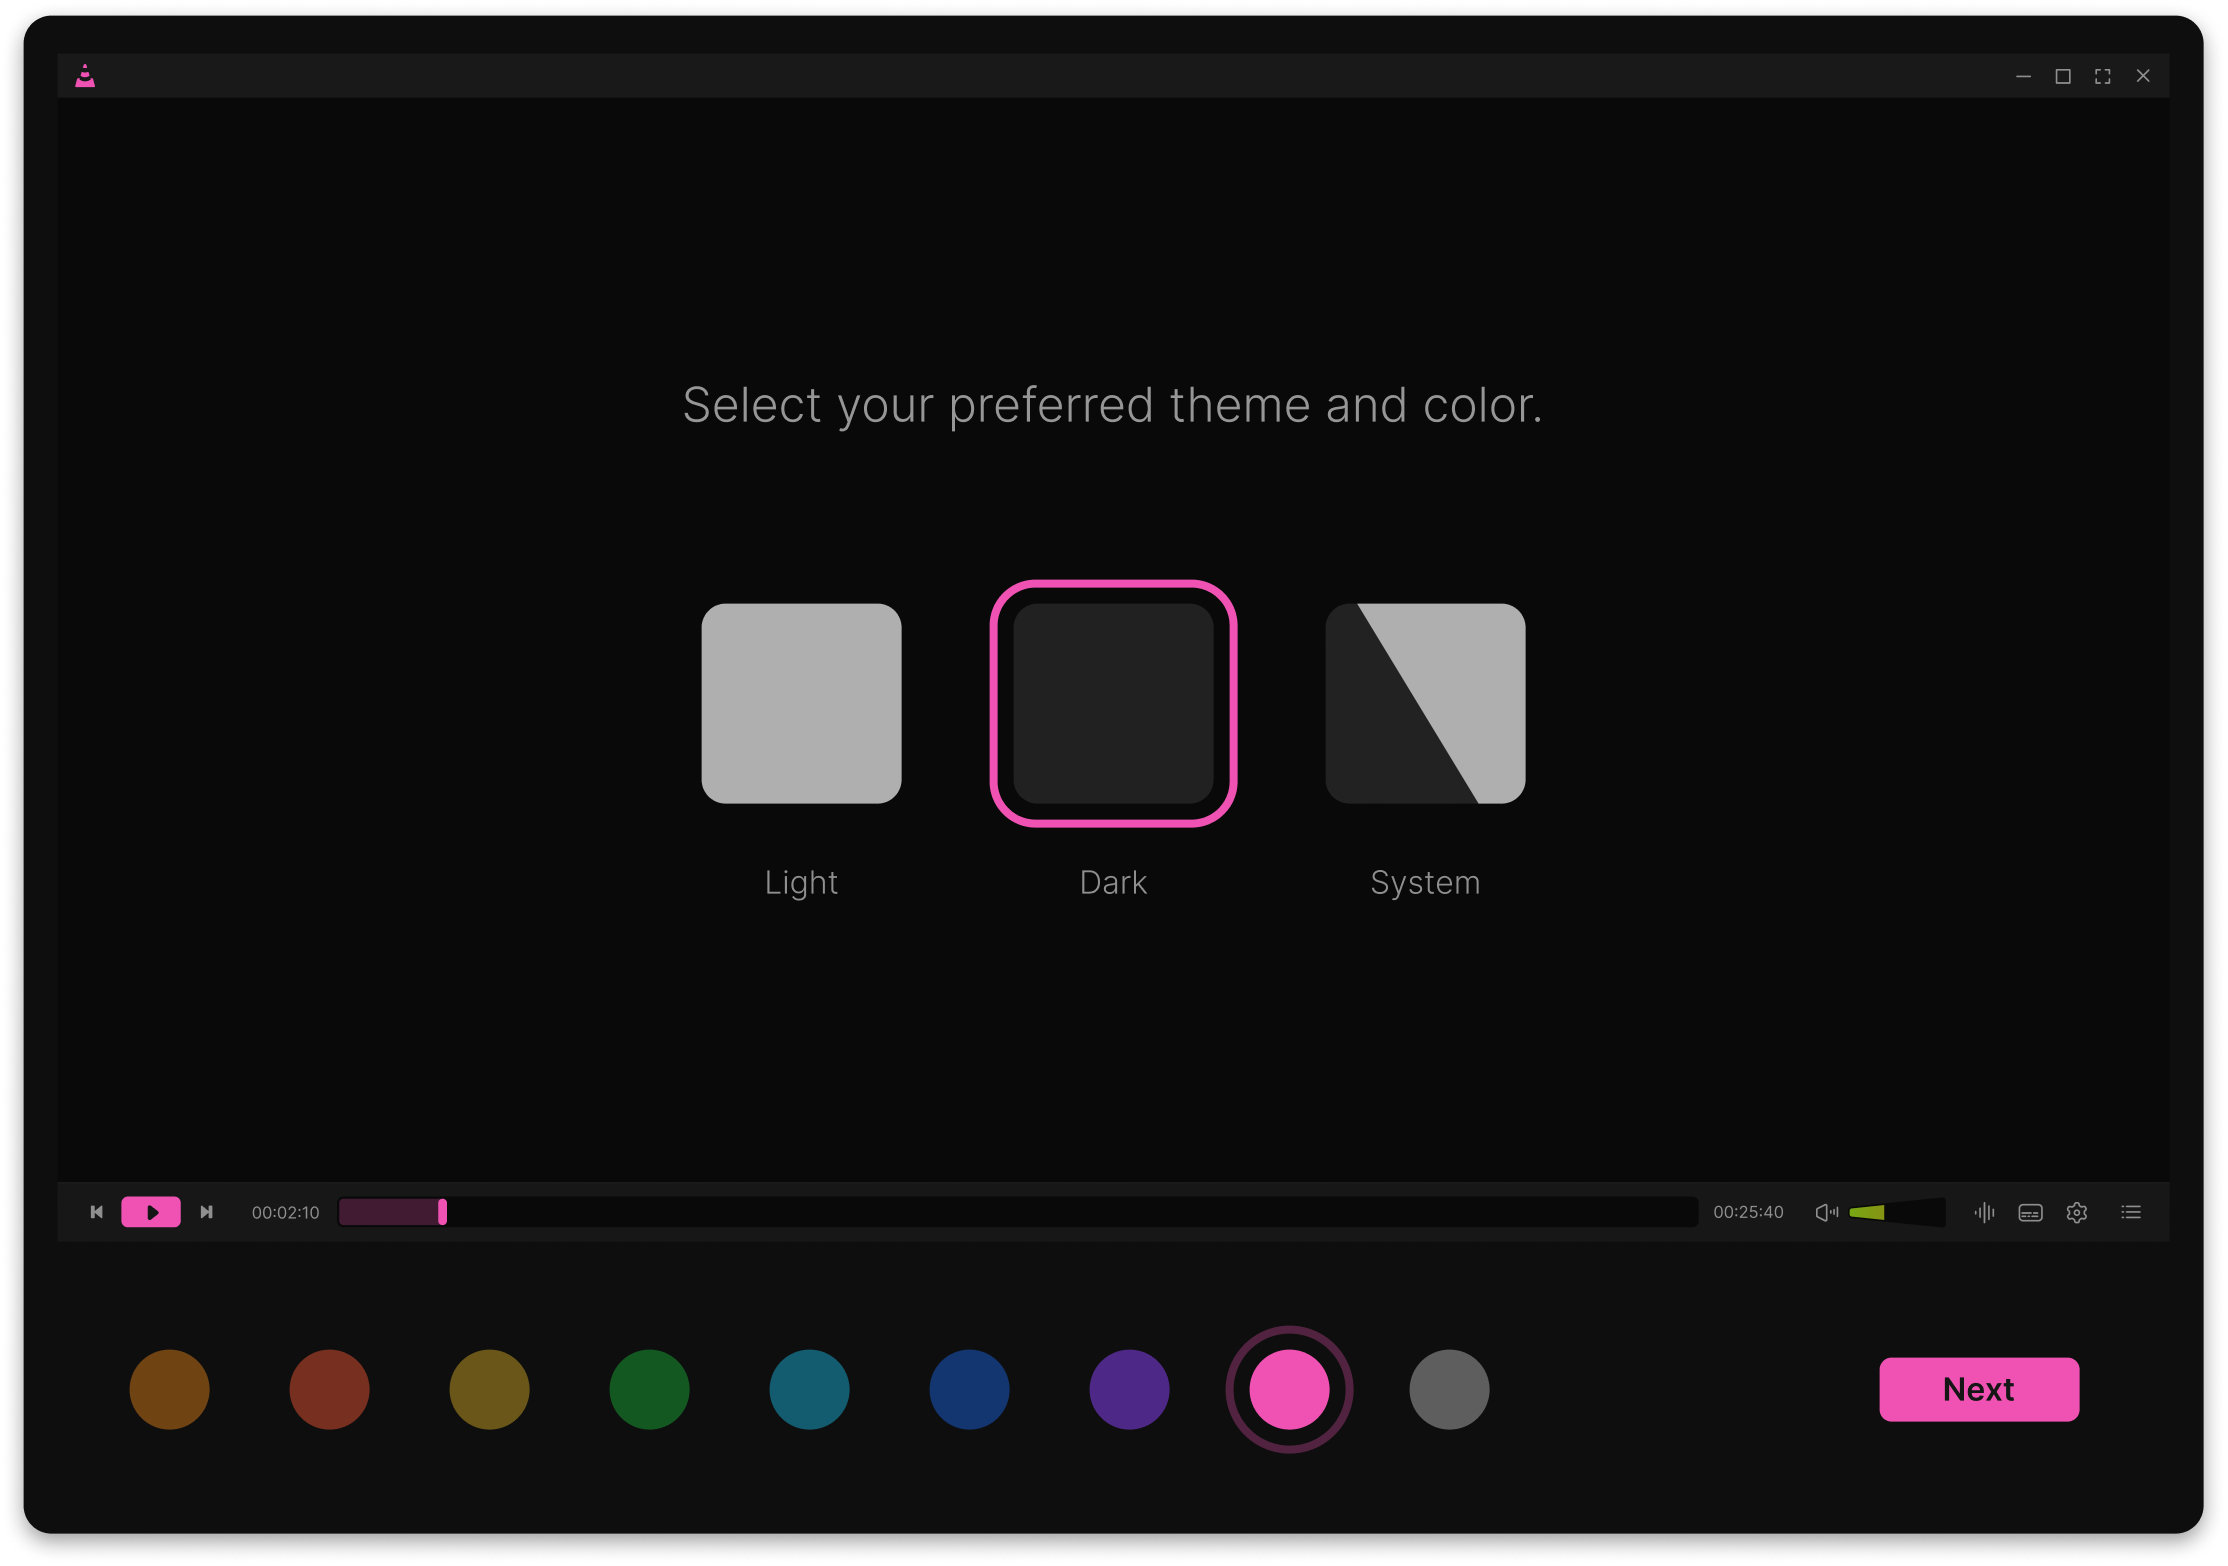 Select your preferred theme and color.
Light
Dark
System
00:02:10
00:25:40
Next